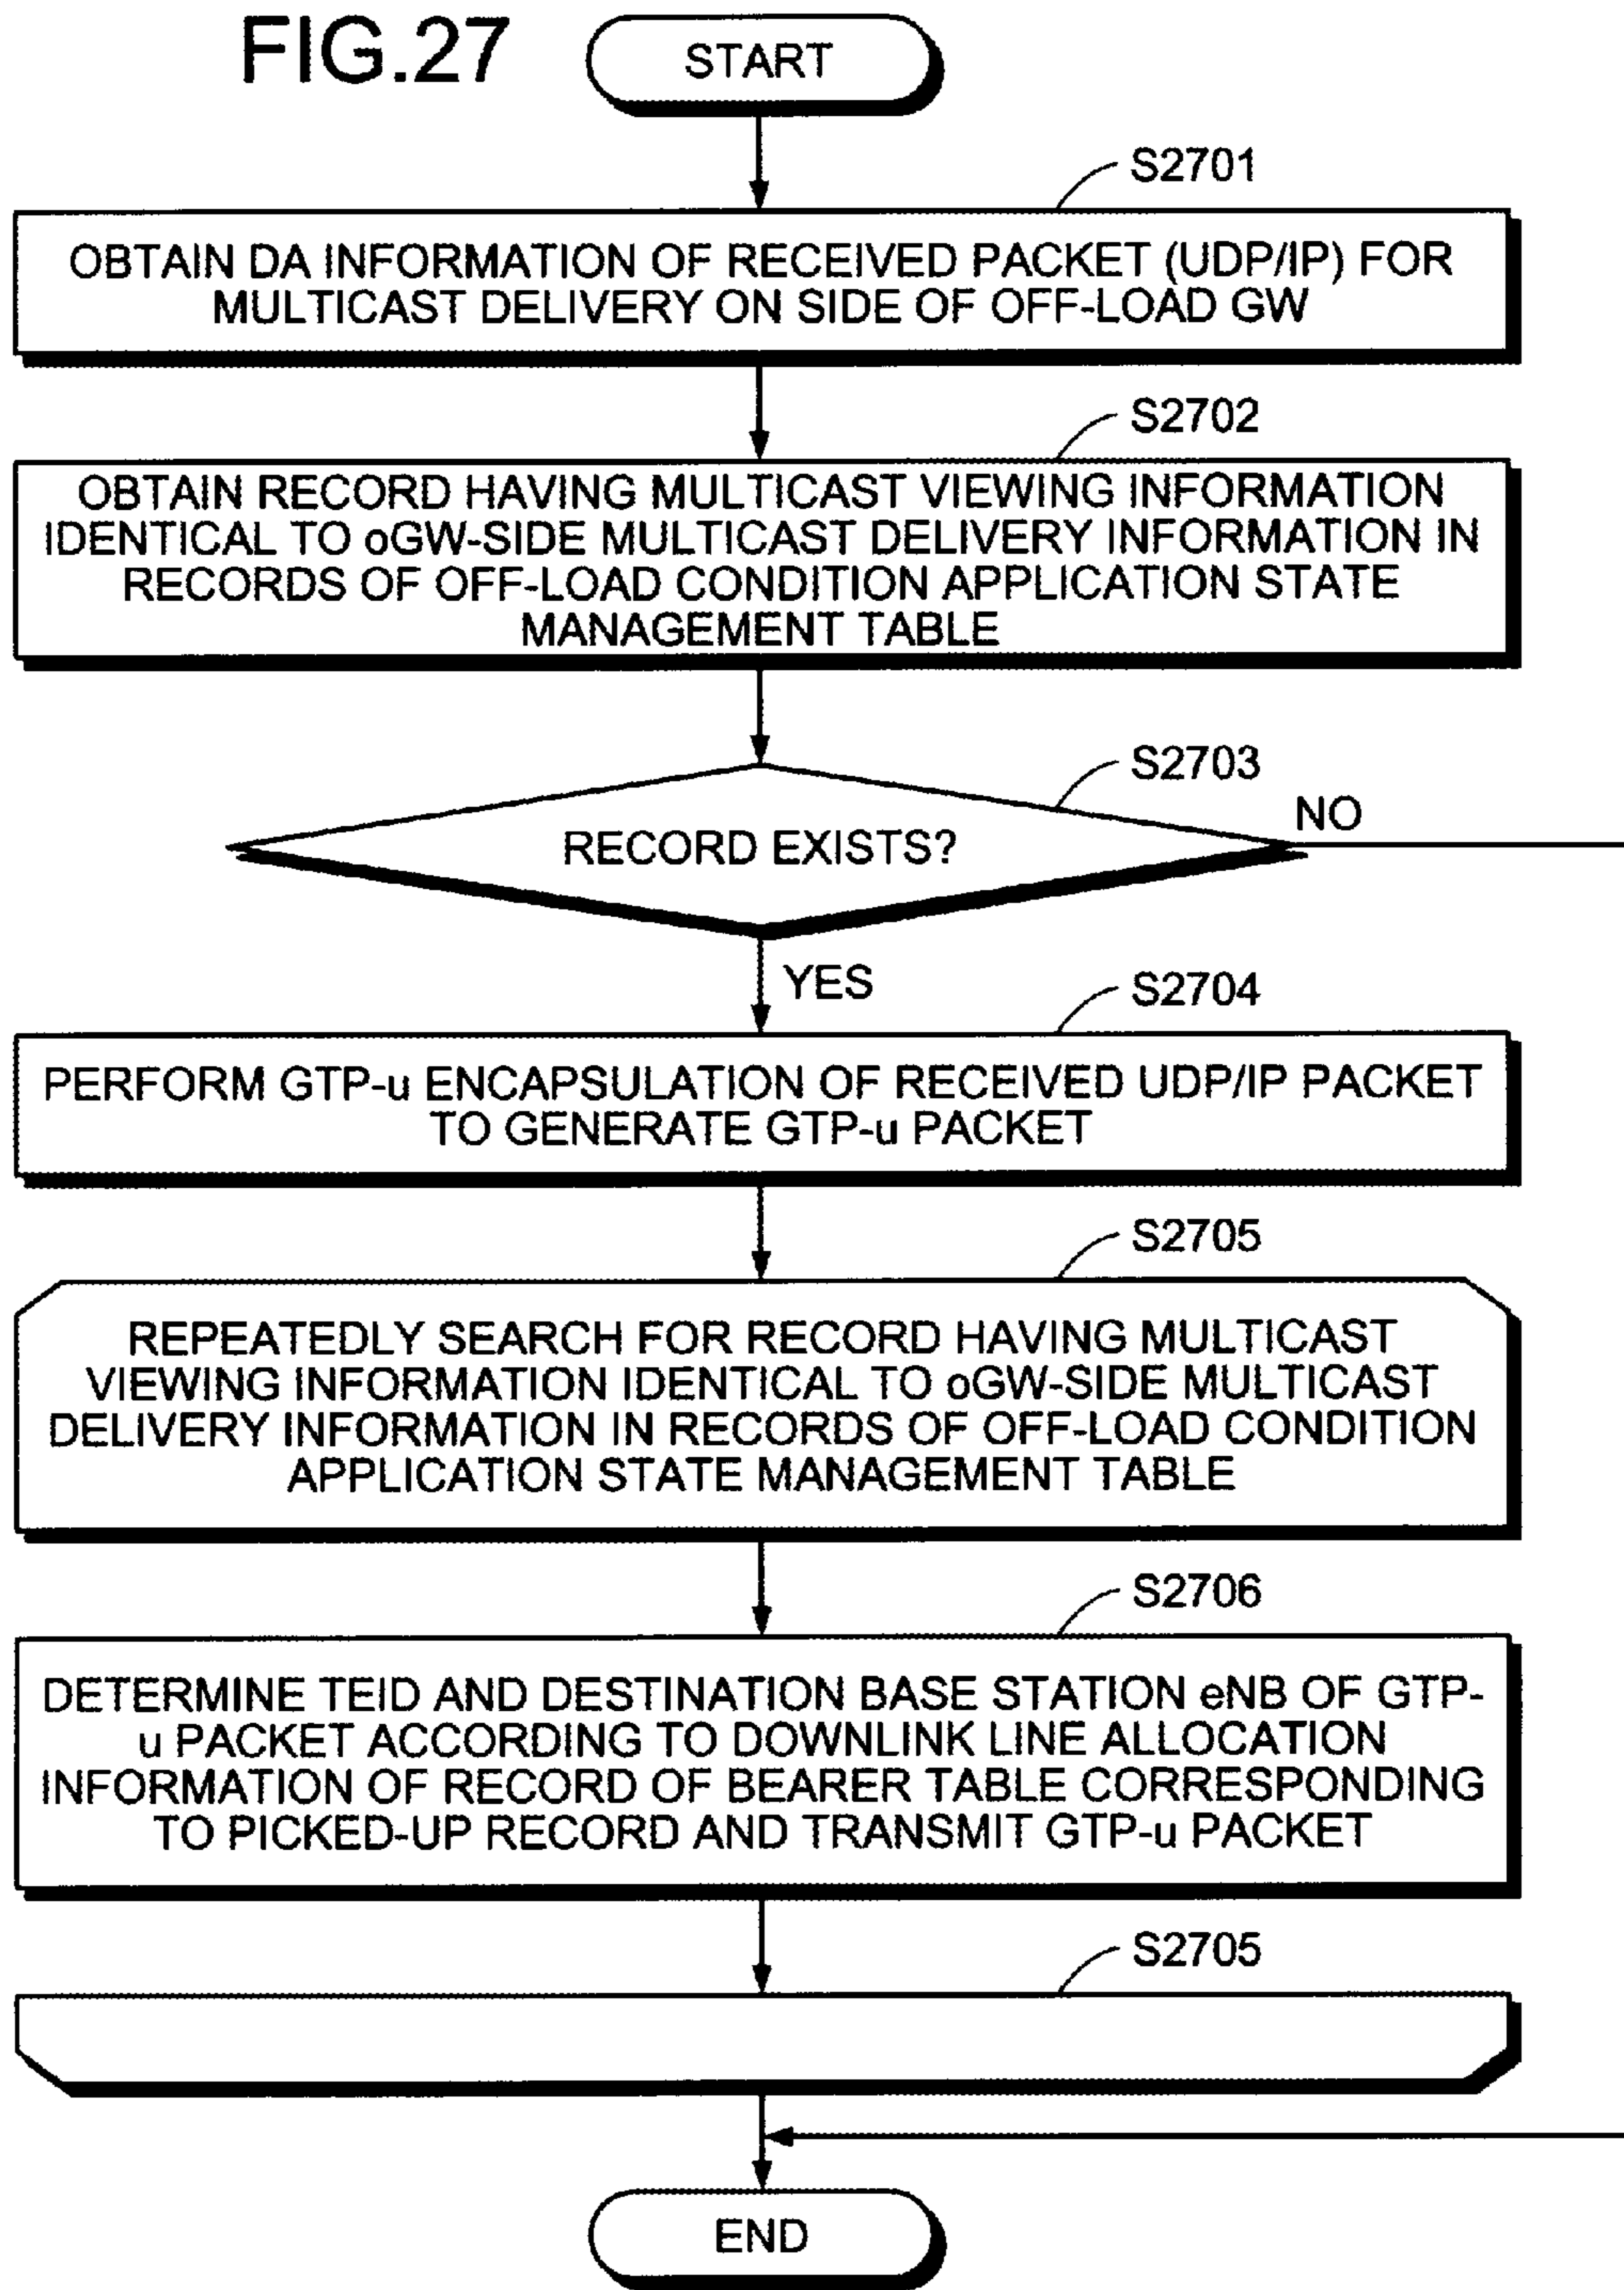 FIG.27
START
S2701
OBTAIN DA INFORMATION OF RECEIVED PACKET (UDP/IP) FOR
MULTICAST DELIVERY ON SIDE OF OFF-LOAD GW
S2702
OBTAIN RECORD HAVING MULTICAST VIEWING INFORMATION
IDENTICAL TO oGW-SIDE MULTICAST DELIVERY INFORMATION IN
RECORDS OF OFF-LOAD CONDITION APPLICATION STATE
MANAGEMENT TABLE
S2703
RECORD EXISTS?
NO
YES
S2704
PERFORM GTP-u ENCAPSULATION OF RECEIVED UDP/IP PACKET
TO GENERATE GTP-u PACKET
S2705
REPEATEDLY SEARCH FOR RECORD HAVING MULTICAST
VIEWING INFORMATION IDENTICAL TO oGW-SIDE MULTICAST
DELIVERY INFORMATION IN RECORDS OF OFF-LOAD CONDITION
APPLICATION STATE MANAGEMENT TABLE
S2706
DETERMINE TEID AND DESTINATION BASE STATION eNB OF GTP-
u PACKET ACCORDING TO DOWNLINK LINE ALLOCATION
INFORMATION OF RECORD OF BEARER TABLE CORRESPONDING
TO PICKED-UP RECORD AND TRANSMIT GTP-u PACKET
S2705
END